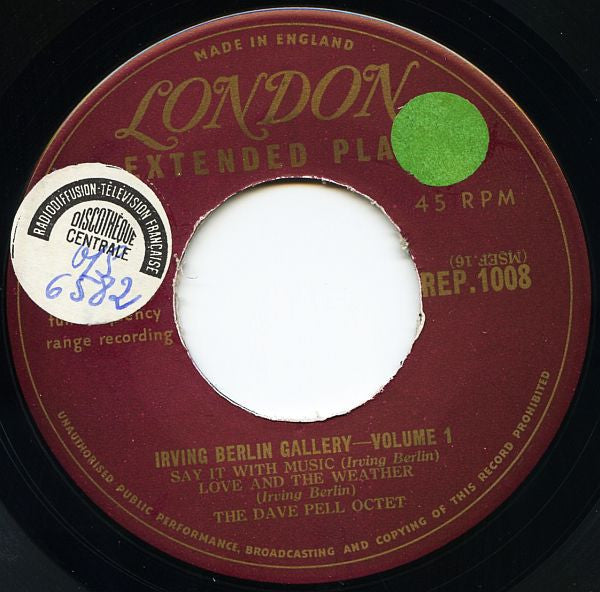 MADE IN ENGLAND
LONDON
EXTENDED PLA
45 RPM
RADIODIFFUSION-TÉLÉVISION FRANÇAISE
DISCOTHÈQUE
CENTRALE
6582
(MSEF.16)
REP.1008
range recording
IRVING BERLIN GALLERY—VOLUME 1
SAY IT WITH MUSIC (Irving Berlin)
LOVE AND THE WEATHER
(Irving Berlin)
THE DAVE PELL OCTET
UNAUTHORISED PUBLIC PERFORMANCE, BROADCASTING AND COPYING OF THIS RECORD PROHIBITED